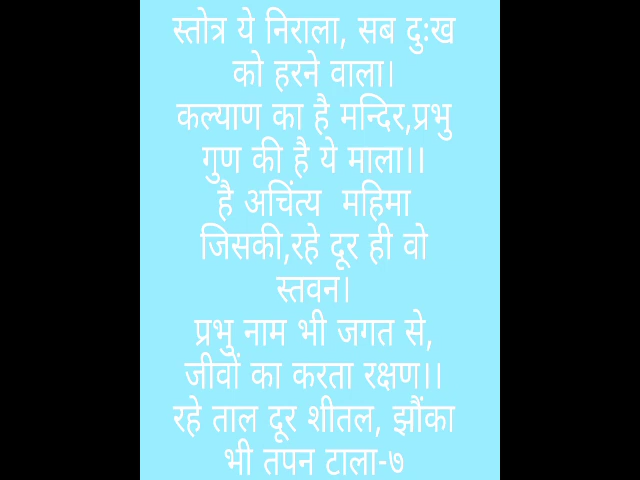 स्तोत्र ये निराला, सब दुःख
को हरने वाला।
कल्याण का है मन्दिर,प्रभु
गुण की है ये माला।।
है अचिंत्य  महिमा
जिसकी,रहे दूर ही वो
स्तवन।
प्रभु नाम भी जगत से,
जीवों का करता रक्षण।।
रहे ताल दूर शीतल, झौंका
भी तपन टाला-७